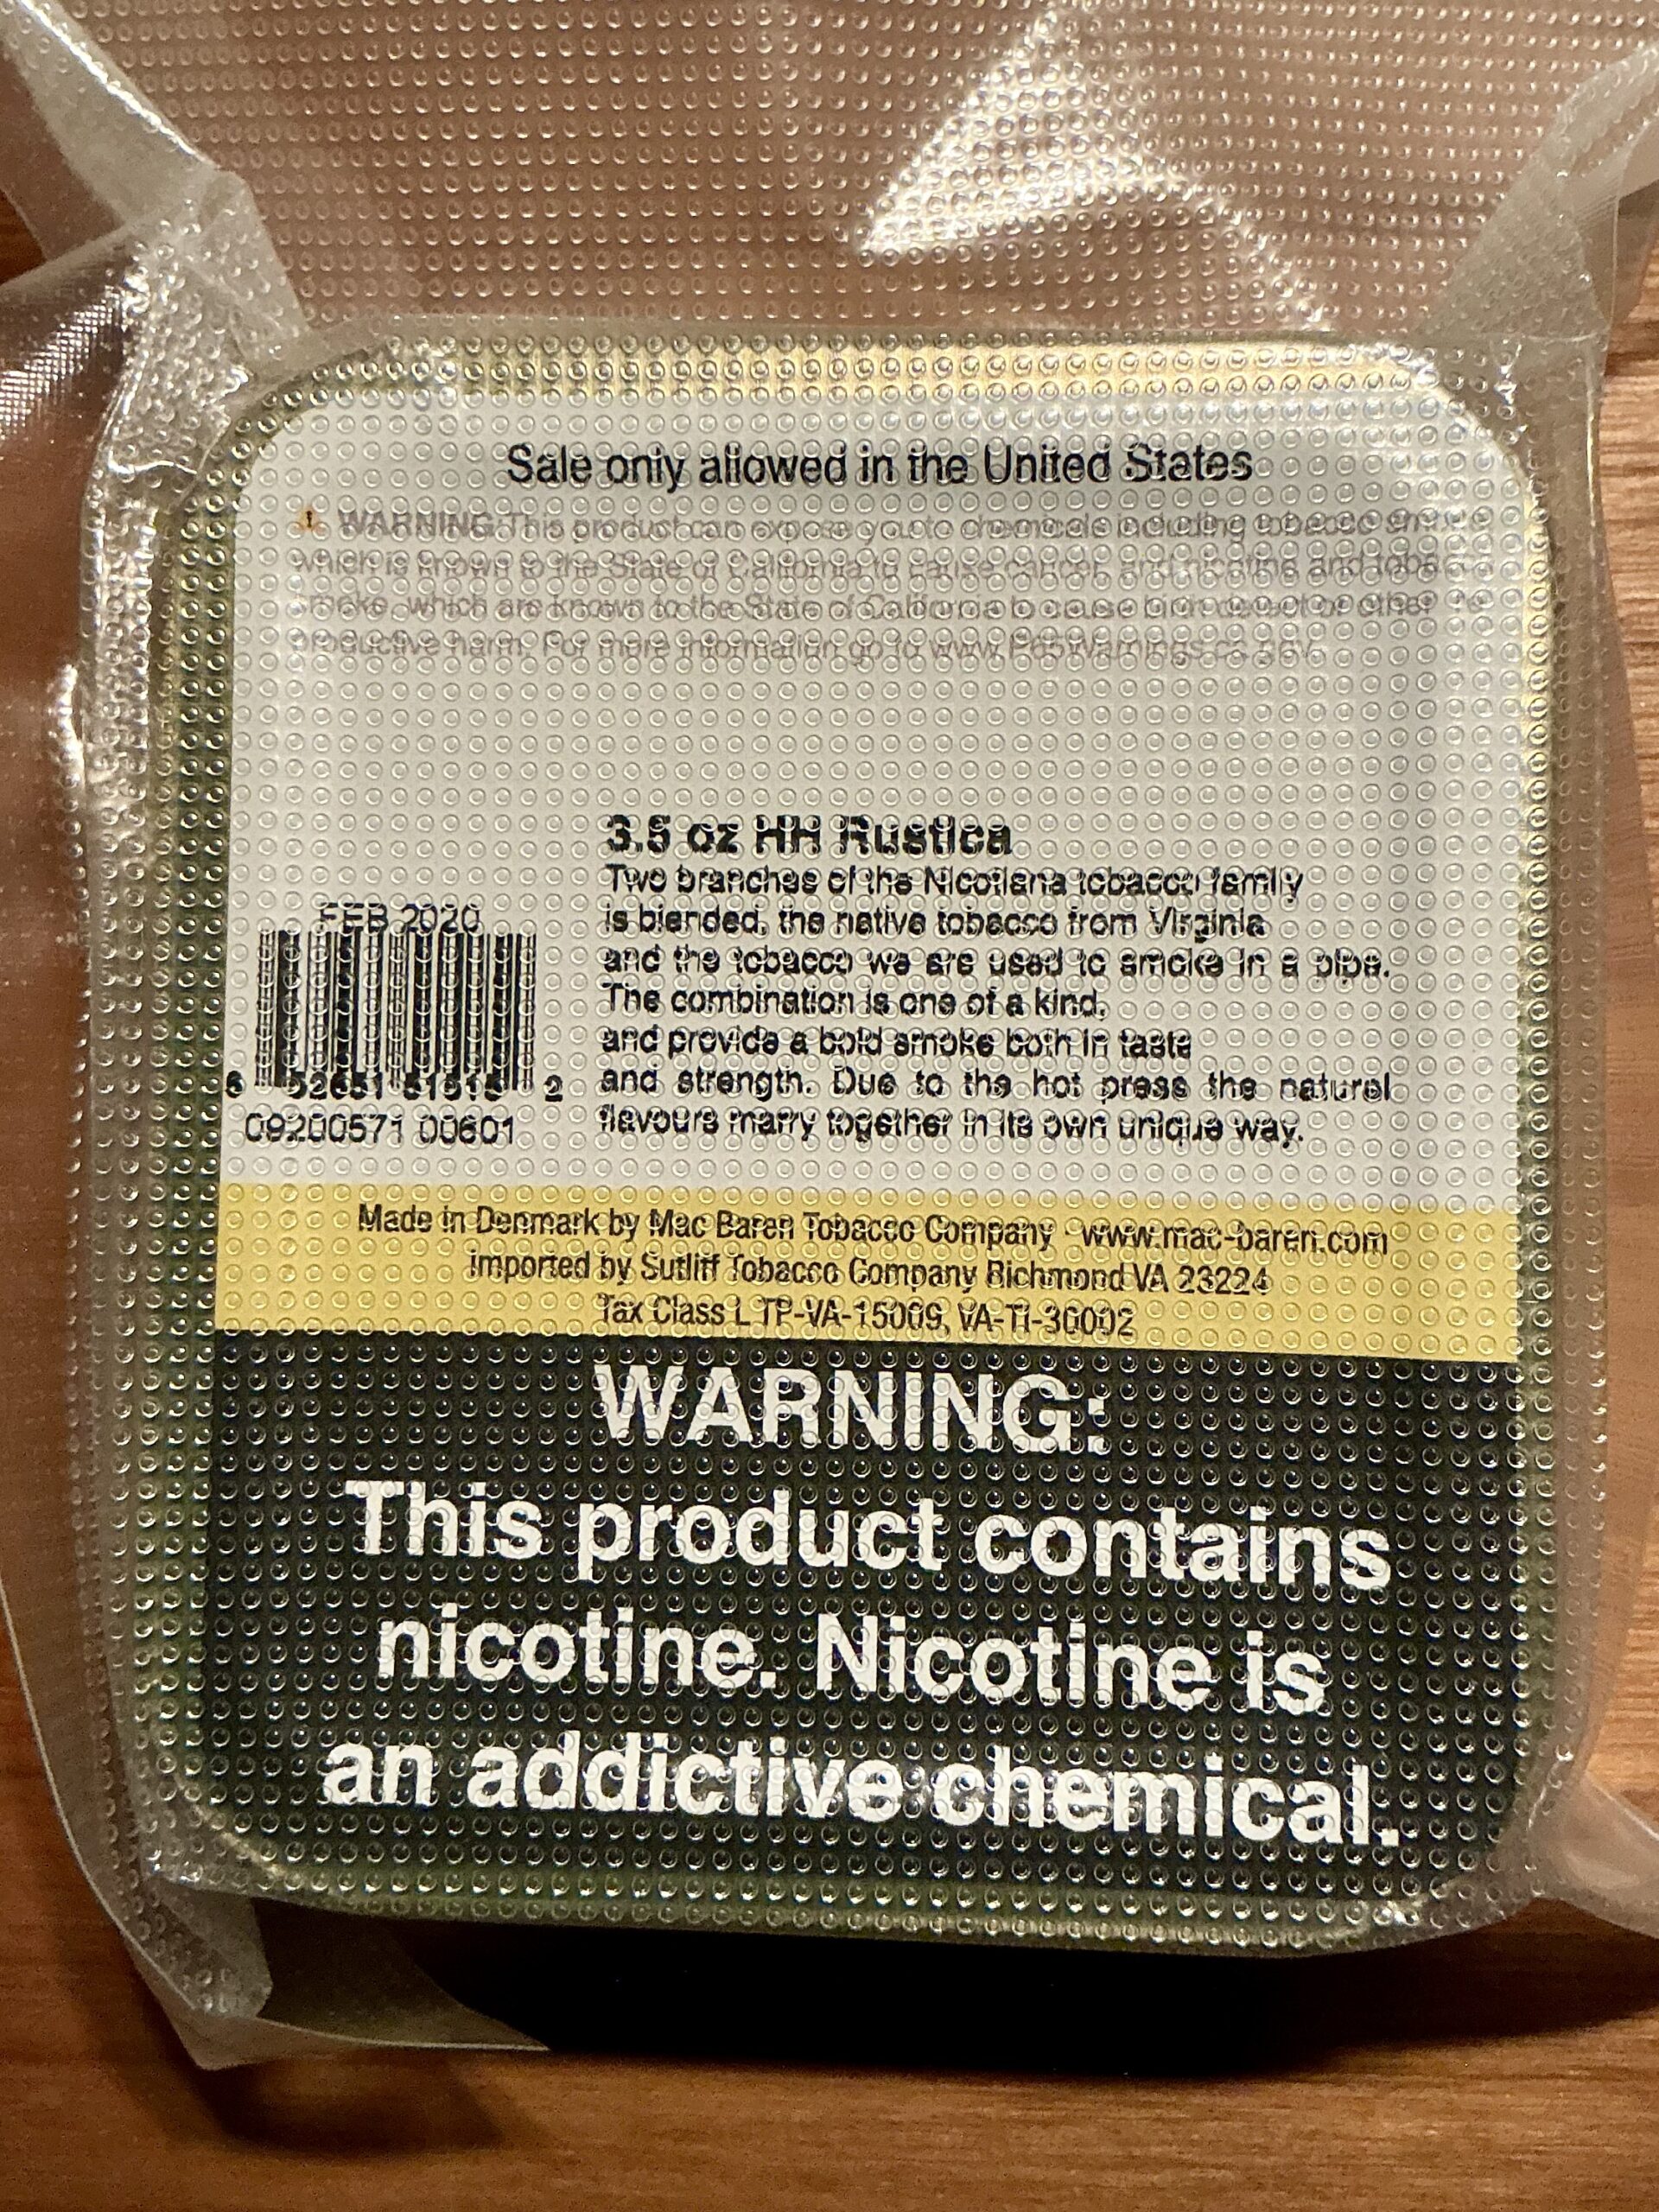 Sale only allowed in the United States
WARNING: This product can expose you to chemicals including tobacco
which is known to the State of California to cause cancer, and nicotine and
smoke, which are known to the State of California to cause birth defect or other re
productive harm. For more information go to www.P65Warnings.ca.gov.
3.5 oz HH Rustica
Two branches of the Nicotiana tobacco family
is blended, the native tobacco from Virginia
and the tobacco we are used to smoke in a pipe.
The combination is one of a kind,
and provide a bold smoke both in taste
and strength. Due to the hot press the natural
flavours marry together in its own unique way.
FEB 2020
09200571 00601
Made in Denmark by Mac Baren Tobacco Company · www.mac-baren.com
Imported by Sutliff Tobacco Company Richmond VA 23224
Tax Class L TP-VA-15009, VA-TI-30002
WARNING:
This product contains
nicotine. Nicotine is
an addictive chemical.